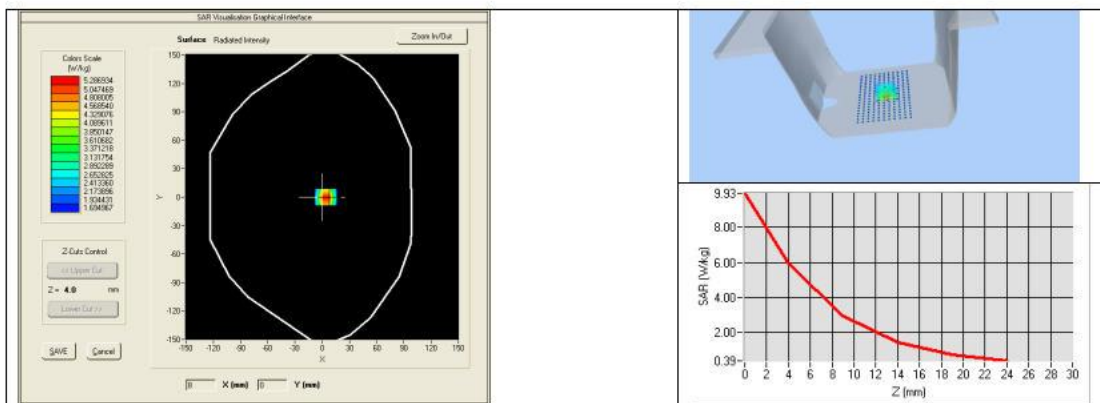 SAR Visualisation Graphical Interface
Surface Radiated Intensity
Zoom In/Out
Colors Scale
(W/kg)
5.286934
5.047469
4.808005
4.568540
4.329076
4.089611
3.850147
3.610682
3.371218
3.131754
2.892289
2.652825
2.413360
2.173896
1.934431
1.694967
150
120
90
60
30
0
-30
-60
-90
-120
-150
Y
-150 -120 -90 -60 -30 0 30 60 90 120 150
X
Z-Cuts Control
<< Upper Cut
Z = 4.0 mm
Lower Cut >>
SAVE Cancel
8 X (mm) 0 Y (mm)
9.93
8.00
6.00
4.00
2.00
0.39
SAR (W/kg)
0 2 4 6 8 10 12 14 16 18 20 22 24 26 28 30
Z (mm)